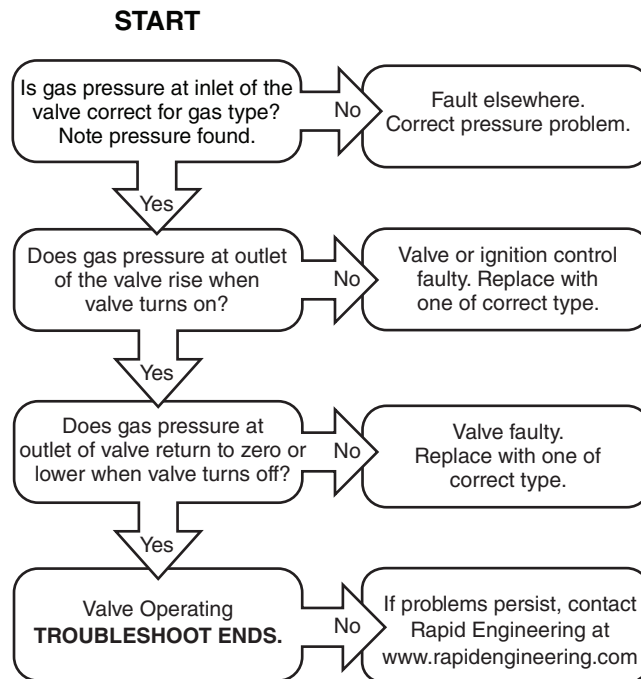 START
Is gas pressure at inlet of the
valve correct for gas type?
Note pressure found.
No
Fault elsewhere.
Correct pressure problem.
Yes
Does gas pressure at outlet
of the valve rise when
valve turns on?
No
Valve or ignition control
faulty. Replace with
one of correct type.
Yes
Does gas pressure at
outlet of valve return to zero or
lower when valve turns off?
No
Valve faulty.
Replace with one of
correct type.
Yes
Valve Operating
TROUBLESHOOT ENDS.
No
If problems persist, contact
Rapid Engineering at
www.rapidengineering.com